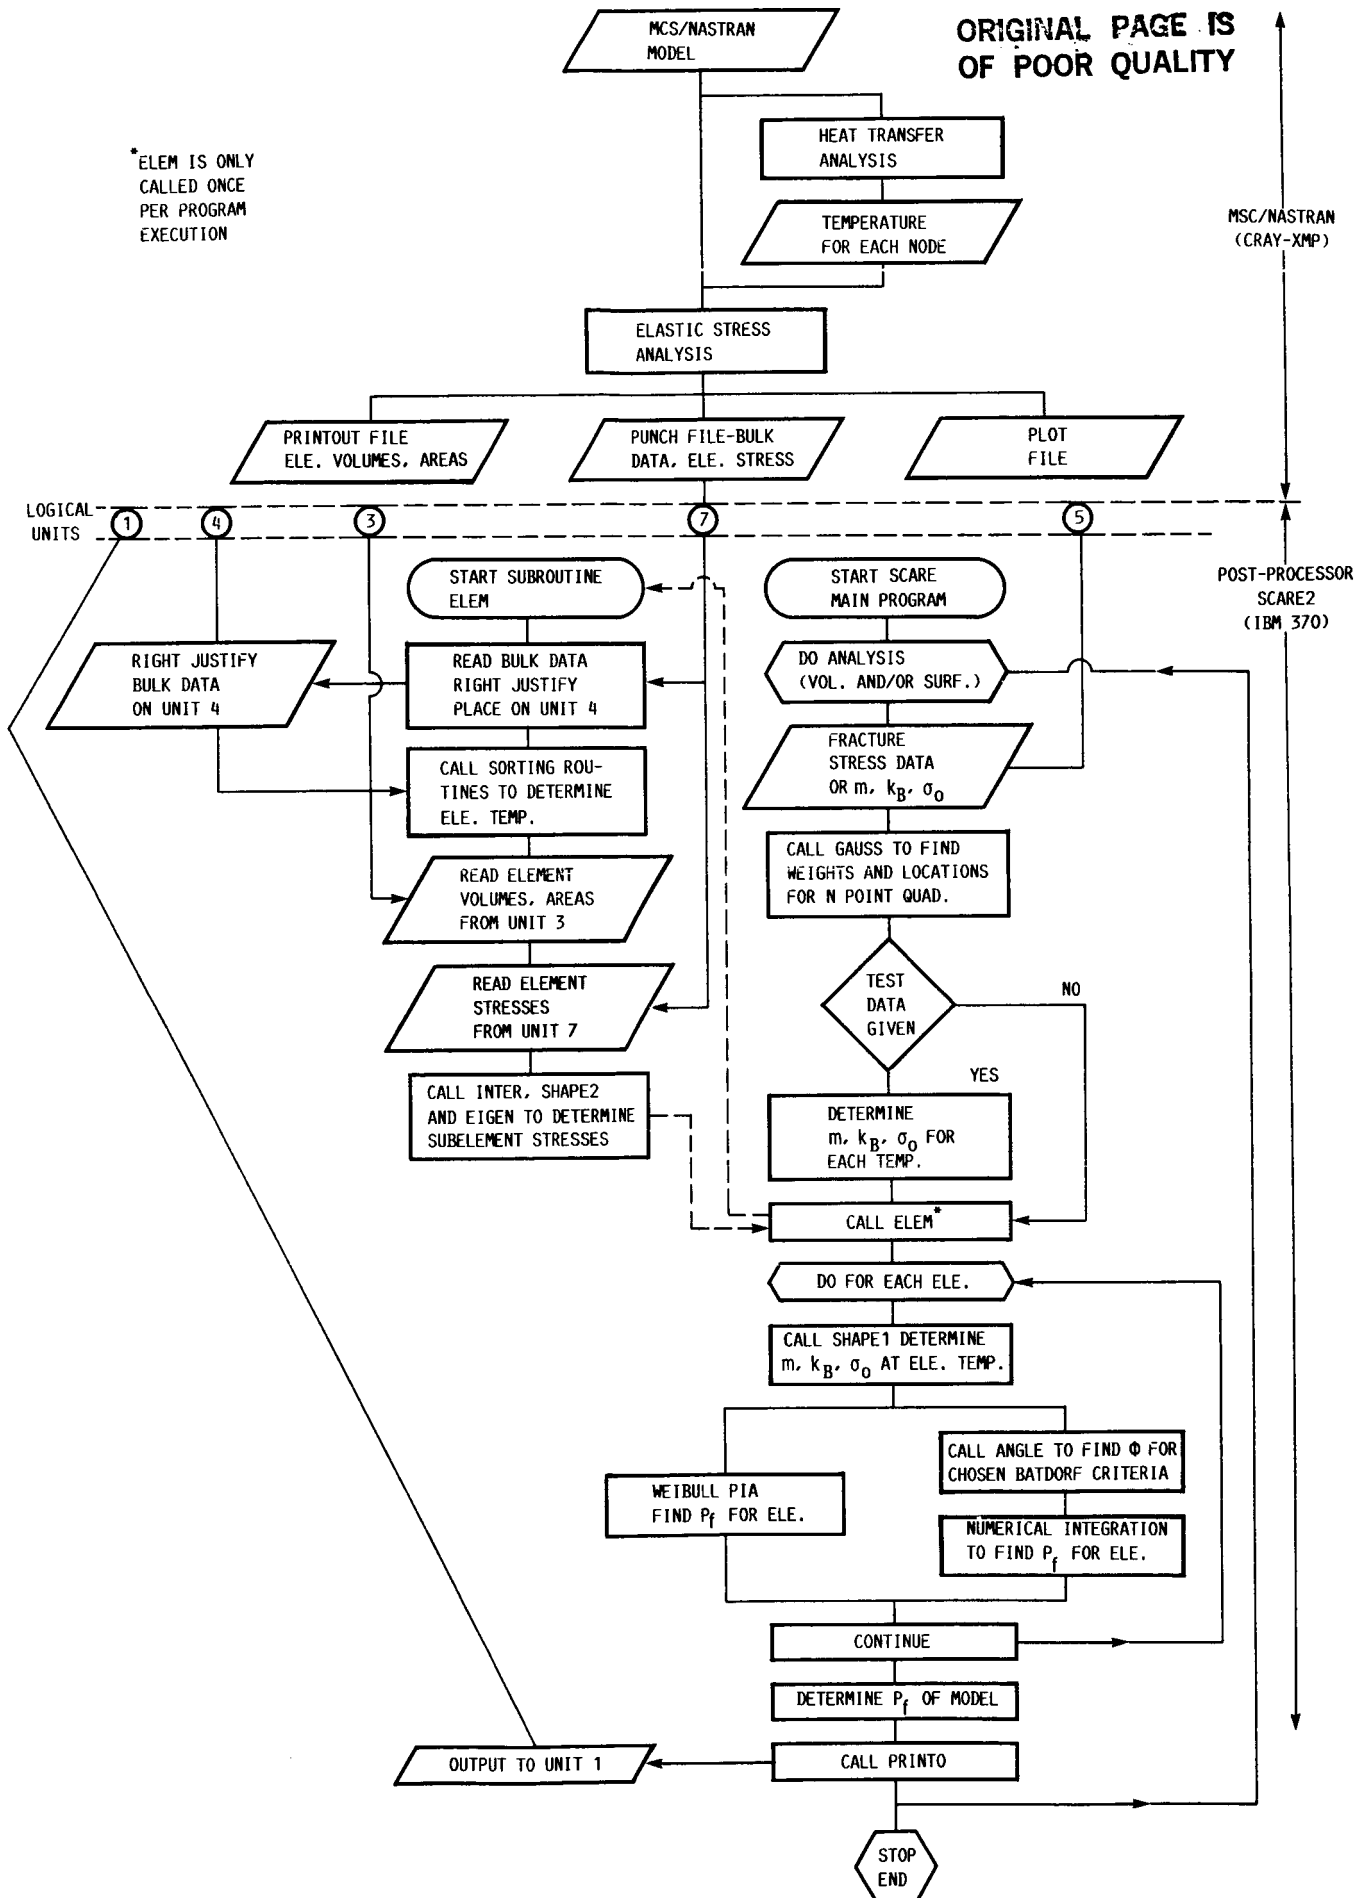 MCS/NASTRAN
MODEL
ORIGINAL PAGE IS
OF POOR QUALITY
HEAT TRANSFER
ANALYSIS
*ELEM IS ONLY
CALLED ONCE
PER PROGRAM
EXECUTION
TEMPERATURE
FOR EACH NODE
MSC/NASTRAN
(CRAY-XMP)
ELASTIC STRESS
ANALYSIS
PRINTOUT FILE
ELE. VOLUMES, AREAS
PUNCH FILE-BULK
DATA, ELE. STRESS
PLOT
FILE
LOGICAL
UNITS
1
4
3
7
5
START SUBROUTINE
ELEM
START SCARE
MAIN PROGRAM
POST-PROCESSOR
SCARE2
(IBM 370)
RIGHT JUSTIFY
BULK DATA
ON UNIT 4
READ BULK DATA
RIGHT JUSTIFY
PLACE ON UNIT 4
DO ANALYSIS
(VOL. AND/OR SURF.)
CALL SORTING ROU-
TINES TO DETERMINE
ELE. TEMP.
FRACTURE
STRESS DATA
OR m, k_B, σ_0
READ ELEMENT
VOLUMES, AREAS
FROM UNIT 3
CALL GAUSS TO FIND
WEIGHTS AND LOCATIONS
FOR N POINT QUAD.
READ ELEMENT
STRESSES
FROM UNIT 7
TEST
DATA
GIVEN
NO
YES
CALL INTER, SHAPE2
AND EIGEN TO DETERMINE
SUBELEMENT STRESSES
DETERMINE
m, k_B, σ_0 FOR
EACH TEMP.
CALL ELEM*
DO FOR EACH ELE.
CALL SHAPE1 DETERMINE
m, k_B, σ_0 AT ELE. TEMP.
WEIBULL PIA
FIND P_f FOR ELE.
CALL ANGLE TO FIND Φ FOR
CHOSEN BATDORF CRITERIA
NUMERICAL INTEGRATION
TO FIND P_f FOR ELE.
CONTINUE
DETERMINE P_f OF MODEL
OUTPUT TO UNIT 1
CALL PRINTO
STOP
END